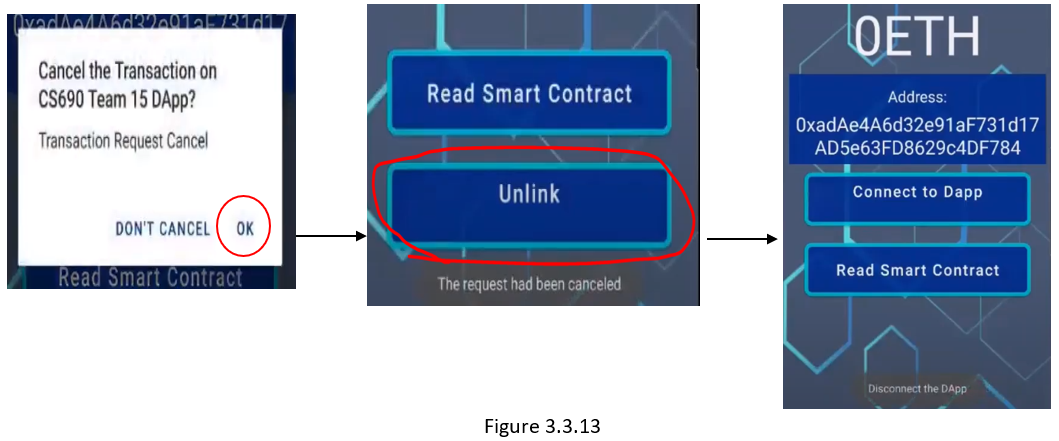 0xadAe4A6d32e91aF731d17
Cancel the Transaction on
CS690 Team 15 DApp?
Transaction Request Cancel
DON'T CANCEL OK
Read Smart Contract
Read Smart Contract
Unlink
The request had been canceled
0ETH
Address:
0xadAe4A6d32e91aF731d17
AD5e63FD8629c4DF784
Connect to Dapp
Read Smart Contract
Disconnect the DApp
Figure 3.3.13